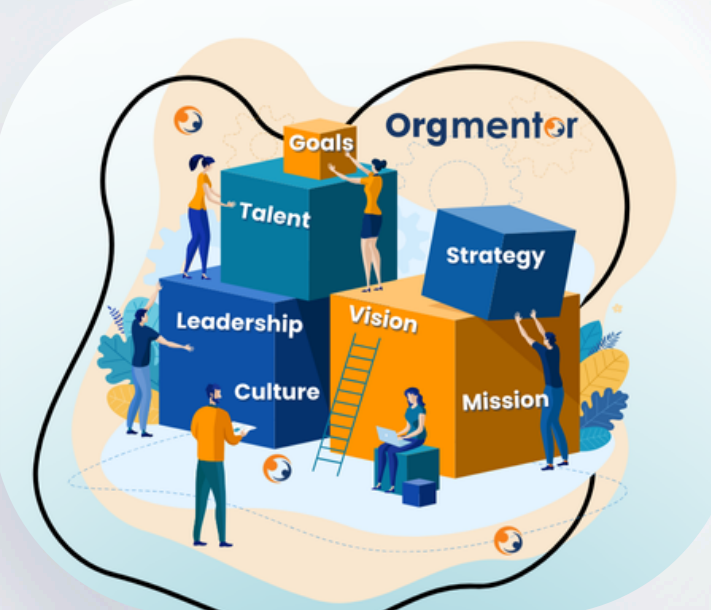 Orgmentor
Goals
Talent
Strategy
Leadership
Vision
Culture
Mission